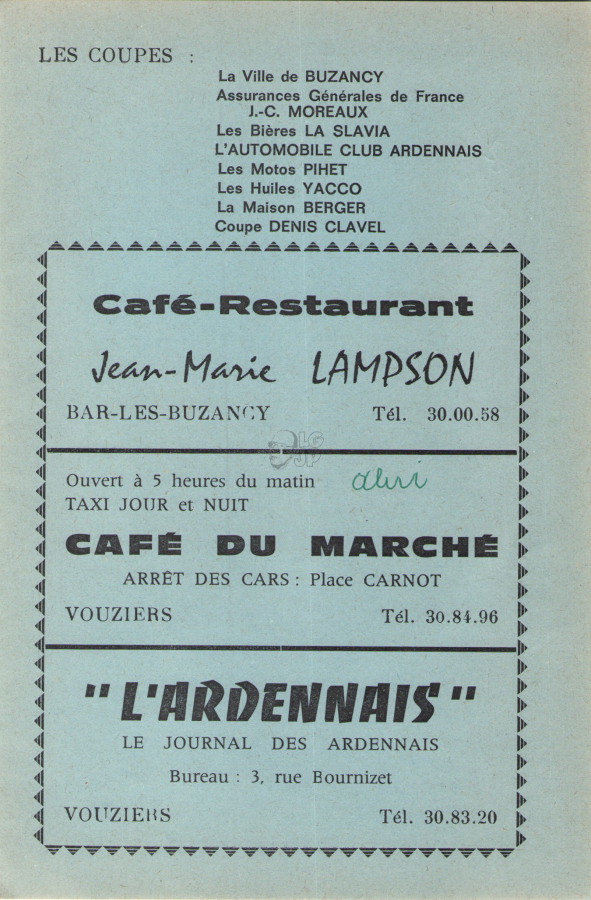 LES COUPES :
La Ville de BUZANCY
Assurances Générales de France
J.-C. MOREAUX
Les Bières LA SLAVIA
L'AUTOMOBILE CLUB ARDENNAIS
Les Motos PIHET
Les Huiles YACCO
La Maison BERGER
Coupe DENIS CLAVEL
Café-Restaurant
Jean-Marie LAMPSON
BAR-LES-BUZANCY Tél. 30.00.58
LG
JP
Ouvert à 5 heures du matin
TAXI JOUR et NUIT
CAFÉ DU MARCHÉ
ARRÊT DES CARS : Place CARNOT
VOUZIERS Tél. 30.84.96
"L'ARDENNAIS"
LE JOURNAL DES ARDENNAIS
Bureau : 3, rue Bournizet
VOUZIERS Tél. 30.83.20